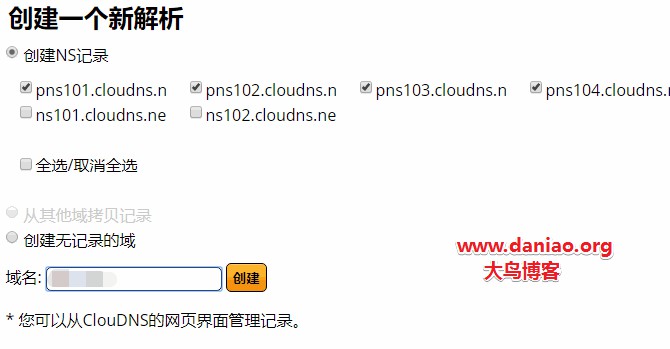 创建一个新解析
创建NS记录
pns101.cloudns.n pns102.cloudns.n pns103.cloudns.n pns104.cloudns.n
ns101.cloudns.ne ns102.cloudns.ne
全选/取消全选
从其他域拷贝记录
创建无记录的域
www.daniao.org
大鸟博客
域名: 创建
* 您可以从ClouDNS的网页界面管理记录。